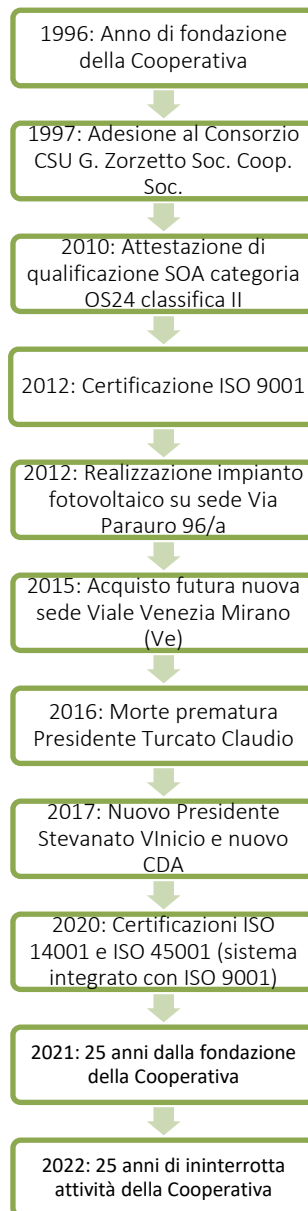 1996: Anno di fondazione
della Cooperativa
1997: Adesione al Consorzio
CSU G. Zorzetto Soc. Coop.
Soc.
2010: Attestazione di
qualificazione SOA categoria
OS24 classifica II
2012: Certificazione ISO 9001
2012: Realizzazione impianto
fotovoltaico su sede Via
Parauro 96/a
2015: Acquisto futura nuova
sede Viale Venezia Mirano
(Ve)
2016: Morte prematura
Presidente Turcato Claudio
2017: Nuovo Presidente
Stevanato VInicio e nuovo
CDA
2020: Certificazioni ISO
14001 e ISO 45001 (sistema
integrato con ISO 9001)
2021: 25 anni dalla fondazione
della Cooperativa
2022: 25 anni di ininterrotta
attività della Cooperativa